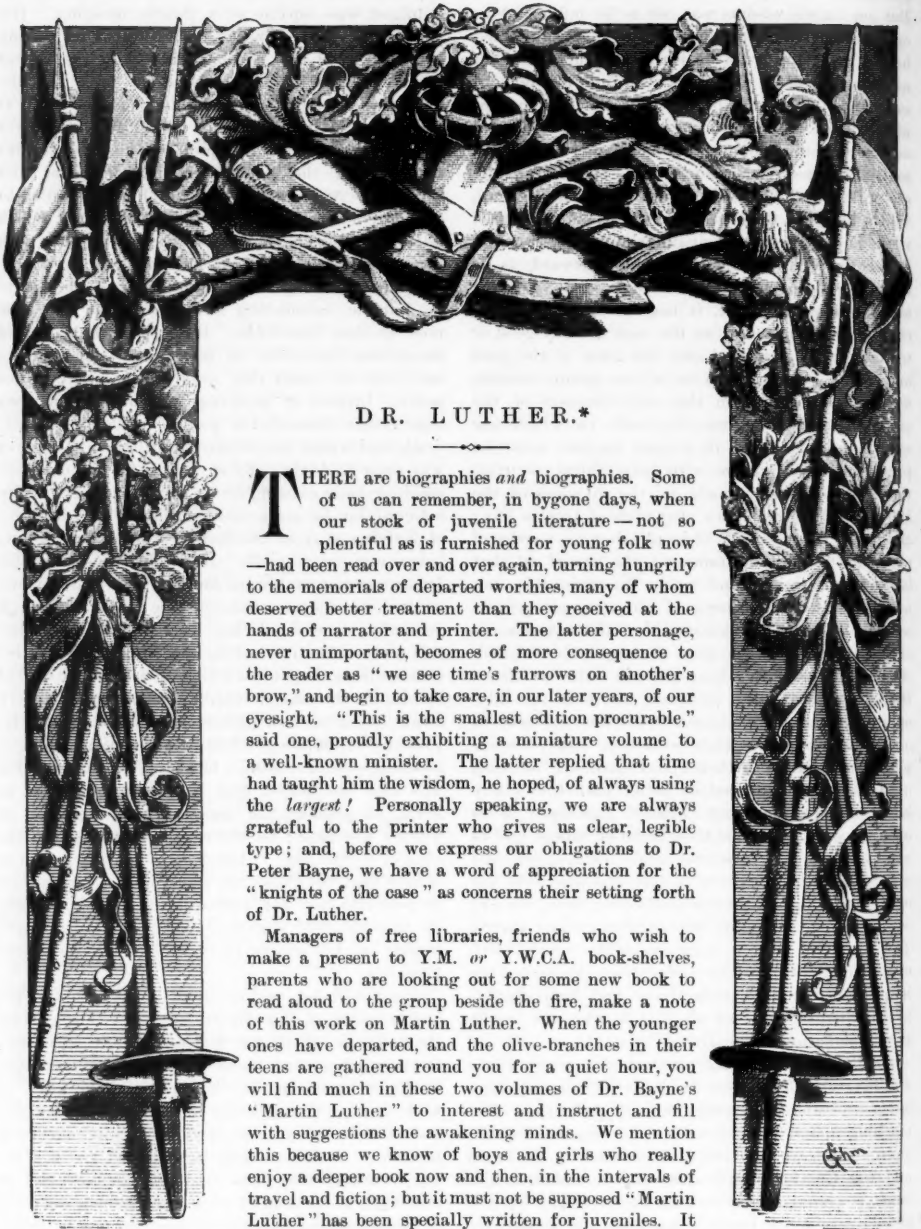 DR. LUTHER.*
THERE are biographies and biographies. Some
of us can remember, in bygone days, when
our stock of juvenile literature — not so
plentiful as is furnished for young folk now
—had been read over and over again, turning hungrily
to the memorials of departed worthies, many of whom
deserved better treatment than they received at the
hands of narrator and printer. The latter personage,
never unimportant, becomes of more consequence to
the reader as “we see time’s furrows on another’s
brow,” and begin to take care, in our later years, of our
eyesight. “This is the smallest edition procurable,”
said one, proudly exhibiting a miniature volume to
a well-known minister. The latter replied that time
had taught him the wisdom, he hoped, of always using
the largest! Personally speaking, we are always
grateful to the printer who gives us clear, legible
type; and, before we express our obligations to Dr.
Peter Bayne, we have a word of appreciation for the
“knights of the case” as concerns their setting forth
of Dr. Luther.
Managers of free libraries, friends who wish to
make a present to Y.M. or Y.W.C.A. book-shelves,
parents who are looking out for some new book to
read aloud to the group beside the fire, make a note
of this work on Martin Luther. When the younger
ones have departed, and the olive-branches in their
teens are gathered round you for a quiet hour, you
will find much in these two volumes of Dr. Bayne’s
“Martin Luther” to interest and instruct and fill
with suggestions the awakening minds. We mention
this because we know of boys and girls who really
enjoy a deeper book now and then, in the intervals of
travel and fiction; but it must not be supposed “Martin
Luther” has been specially written for juveniles. It